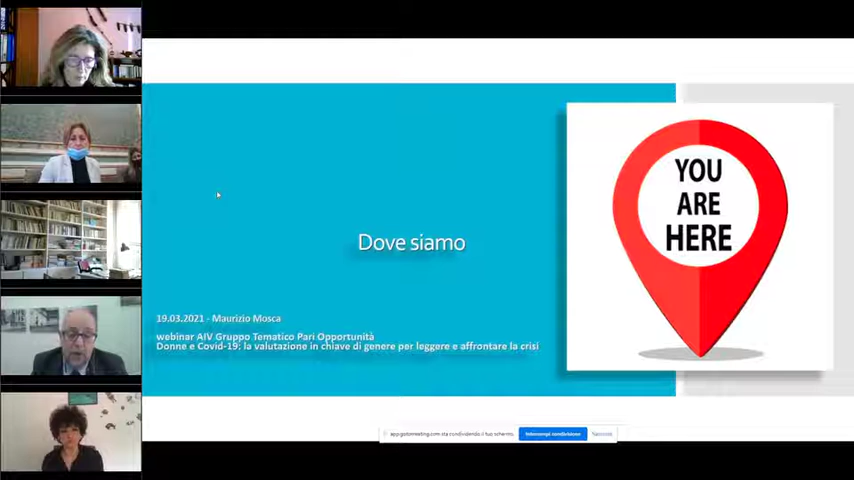 Dove siamo
YOU
ARE
HERE
19.03.2021 - Maurizio Mosca
webinar AIV Gruppo Tematico Pari Opportunità
Donne e Covid-19: la valutazione in chiave di genere per leggere e affrontare la crisi
app.gotomeeting.com sta condividendo il tuo schermo.
Interrompi condivisione
Nascondi